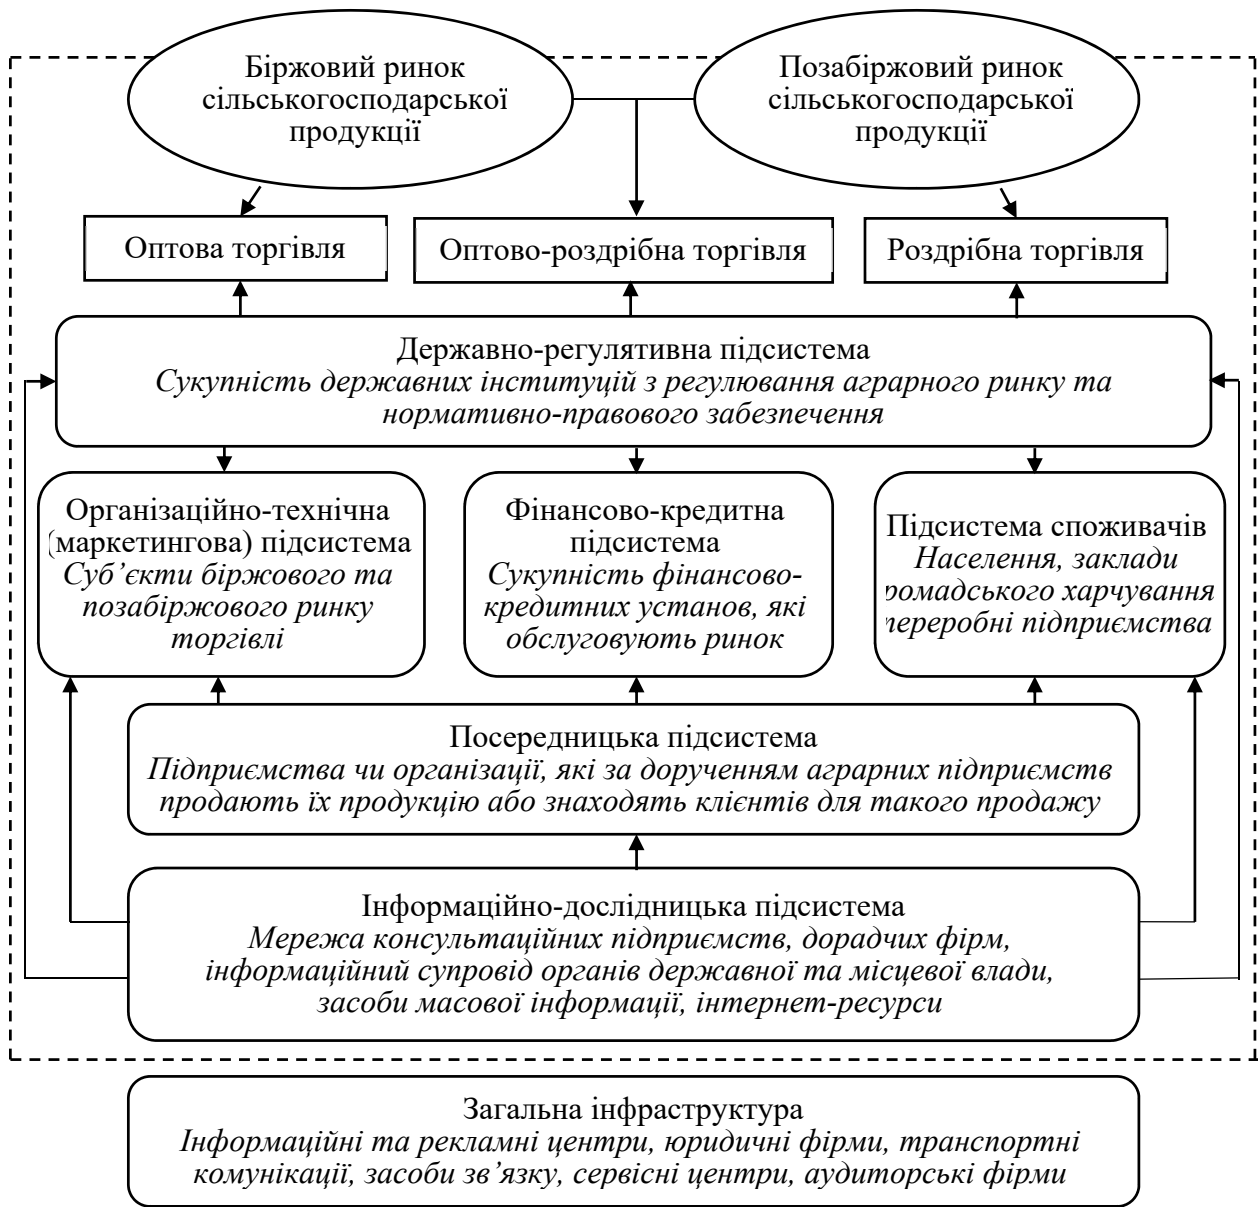 Біржовий ринок
сільськогосподарської
продукції
Позабіржовий ринок
сільськогосподарської
продукції
Оптова торгівля
Оптово-роздрібна торгівля
Роздрібна торгівля
Державно-регулятивна підсистема
Сукупність державних інституцій з регулювання аграрного ринку та
нормативно-правового забезпечення
Організаційно-технічна
(маркетингова) підсистема
Суб’єкти біржового та
позабіржового ринку
торгівлі
Фінансово-кредитна
підсистема
Сукупність фінансово-
кредитних установ, які
обслуговують ринок
Підсистема споживачів
Населення, заклади
ромадського харчування
переробні підприємства
Посередницька підсистема
Підприємства чи організації, які за дорученням аграрних підприємств
продають їх продукцію або знаходять клієнтів для такого продажу
Інформаційно-дослідницька підсистема
Мережа консультаційних підприємств, дорадчих фірм,
інформаційний супровід органів державної та місцевої влади,
засоби масової інформації, інтернет-ресурси
Загальна інфраструктура
Інформаційні та рекламні центри, юридичні фірми, транспортні
комунікації, засоби зв’язку, сервісні центри, аудиторські фірми